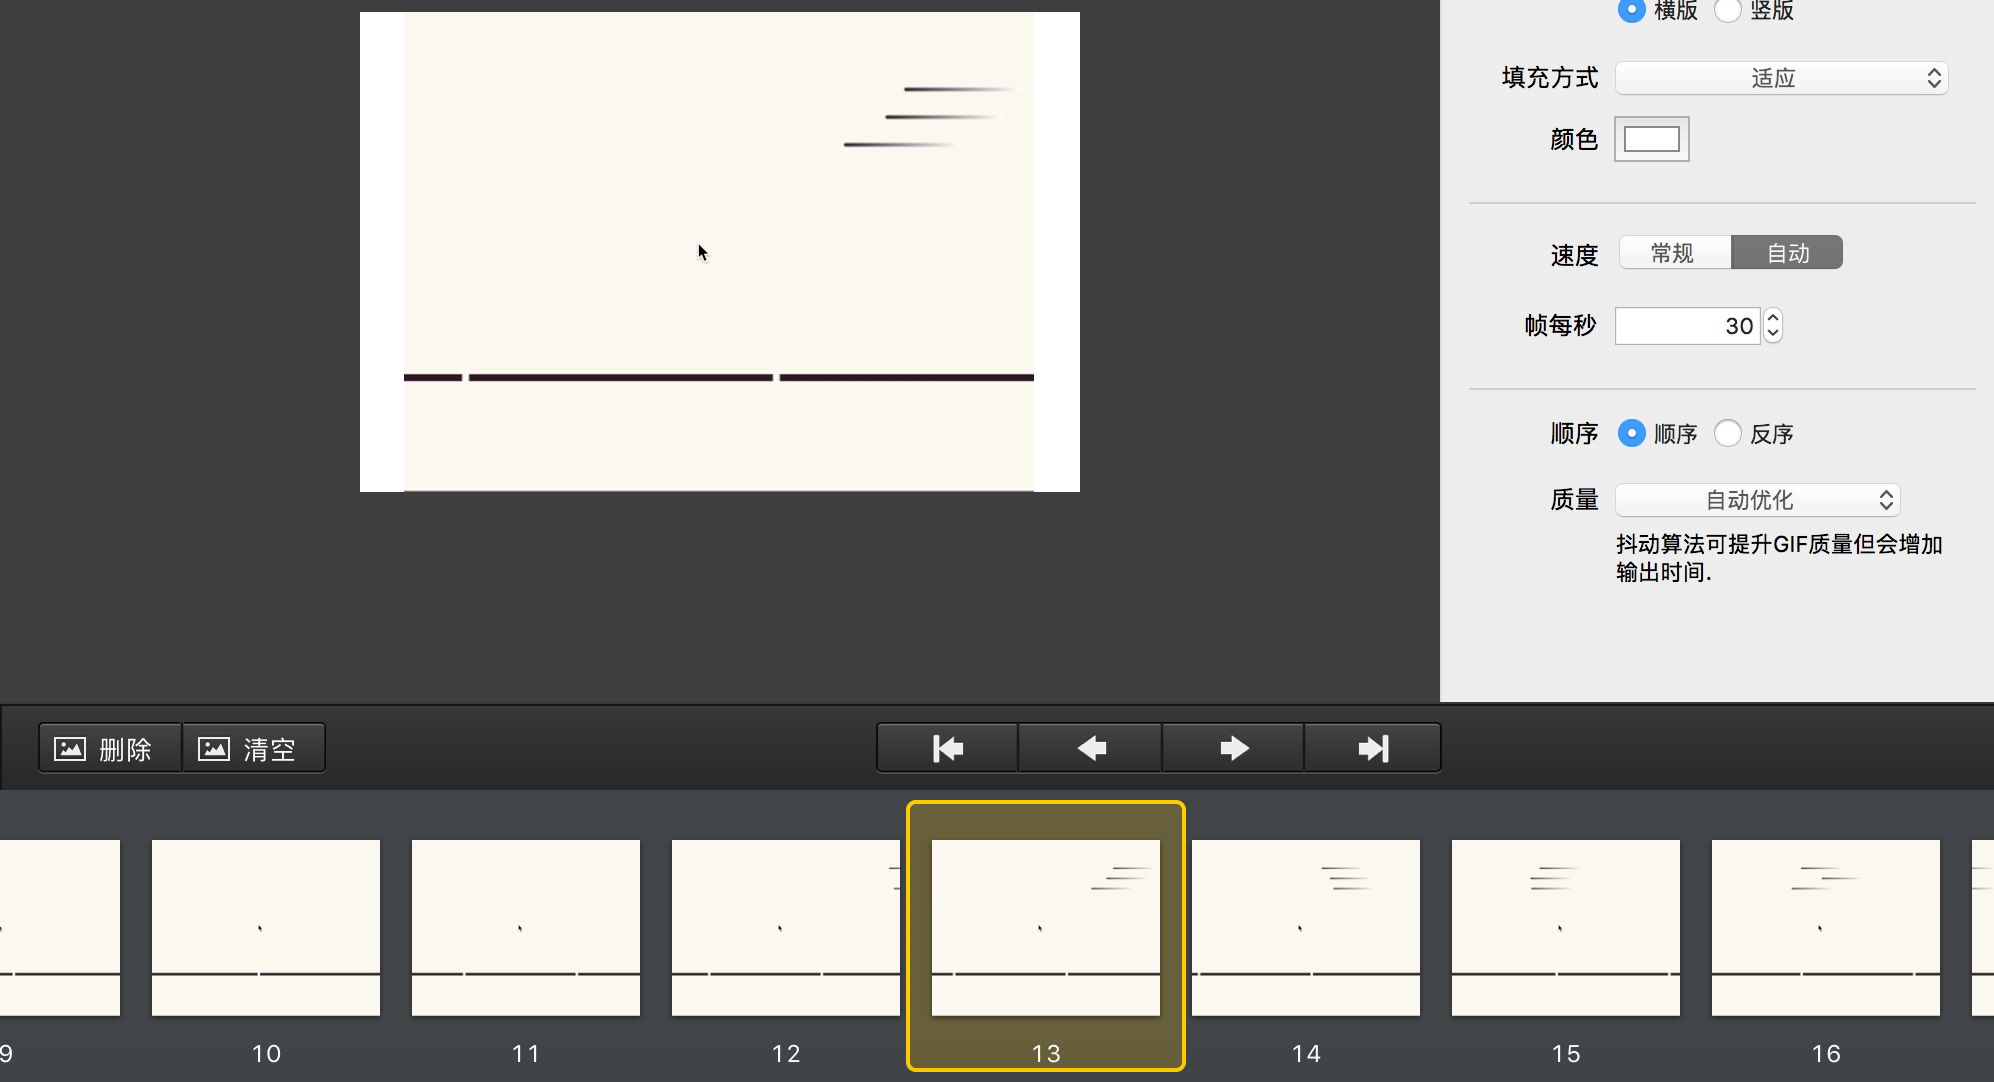 横版 竖版
填充方式 适应
颜色
速度 常规 自动
帧每秒 30
顺序 顺序 反序
质量 自动优化
抖动算法可提升GIF质量但会增加
输出时间.
删除 清空
9 10 11 12 13 14 15 16